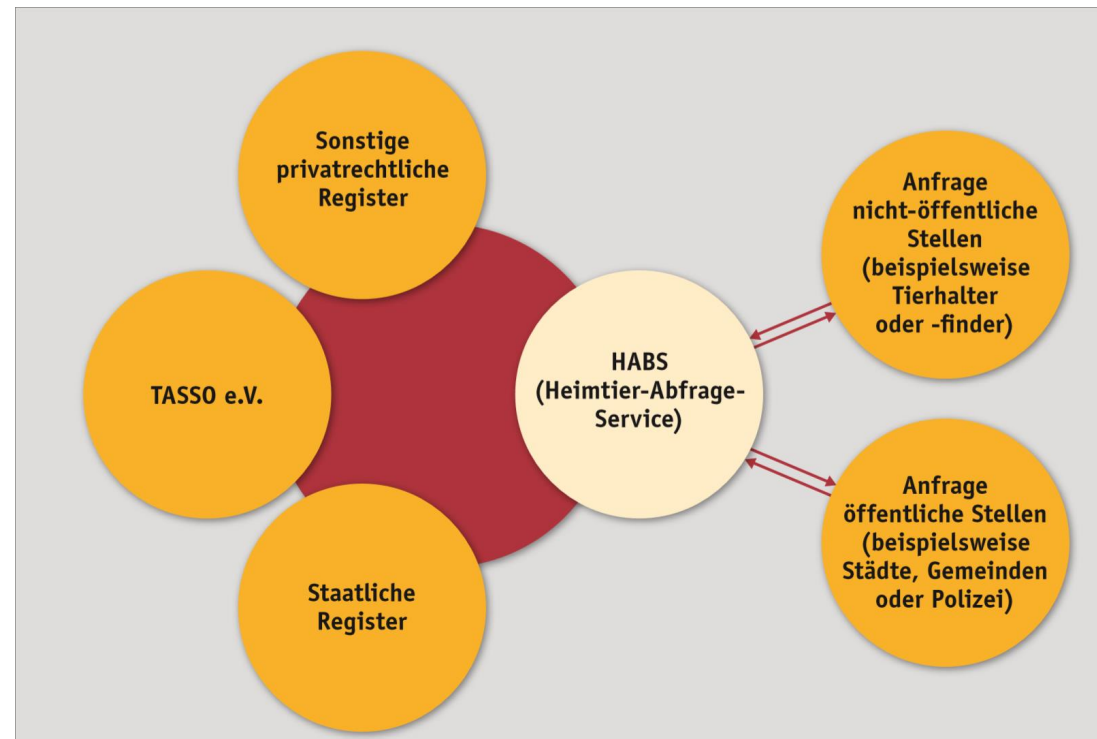 Sonstige
privatrechtliche
Register
TASSO e.V.
Staatliche
Register
HABS
(Heimtier-Abfrage-
Service)
Anfrage
nicht-öffentliche
Stellen
(beispielsweise
Tierhalter
oder -finder)
Anfrage
öffentliche Stellen
(beispielsweise
Städte, Gemeinden
oder Polizei)